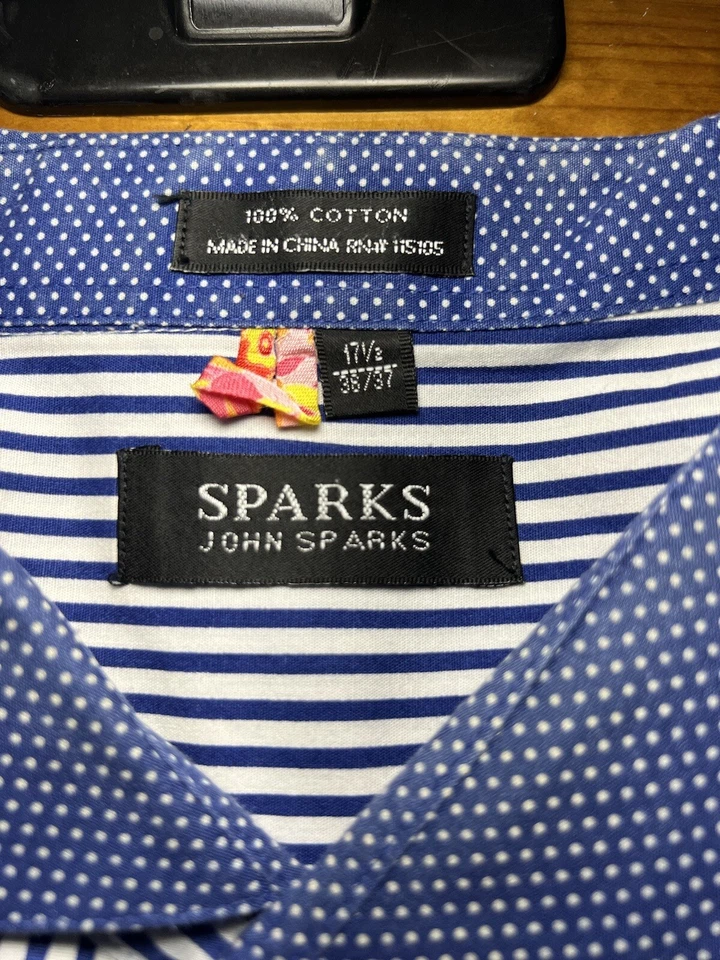 100% COTTON
MADE IN CHINA RN# 115105
17½
36/37
SPARKS
JOHN SPARKS